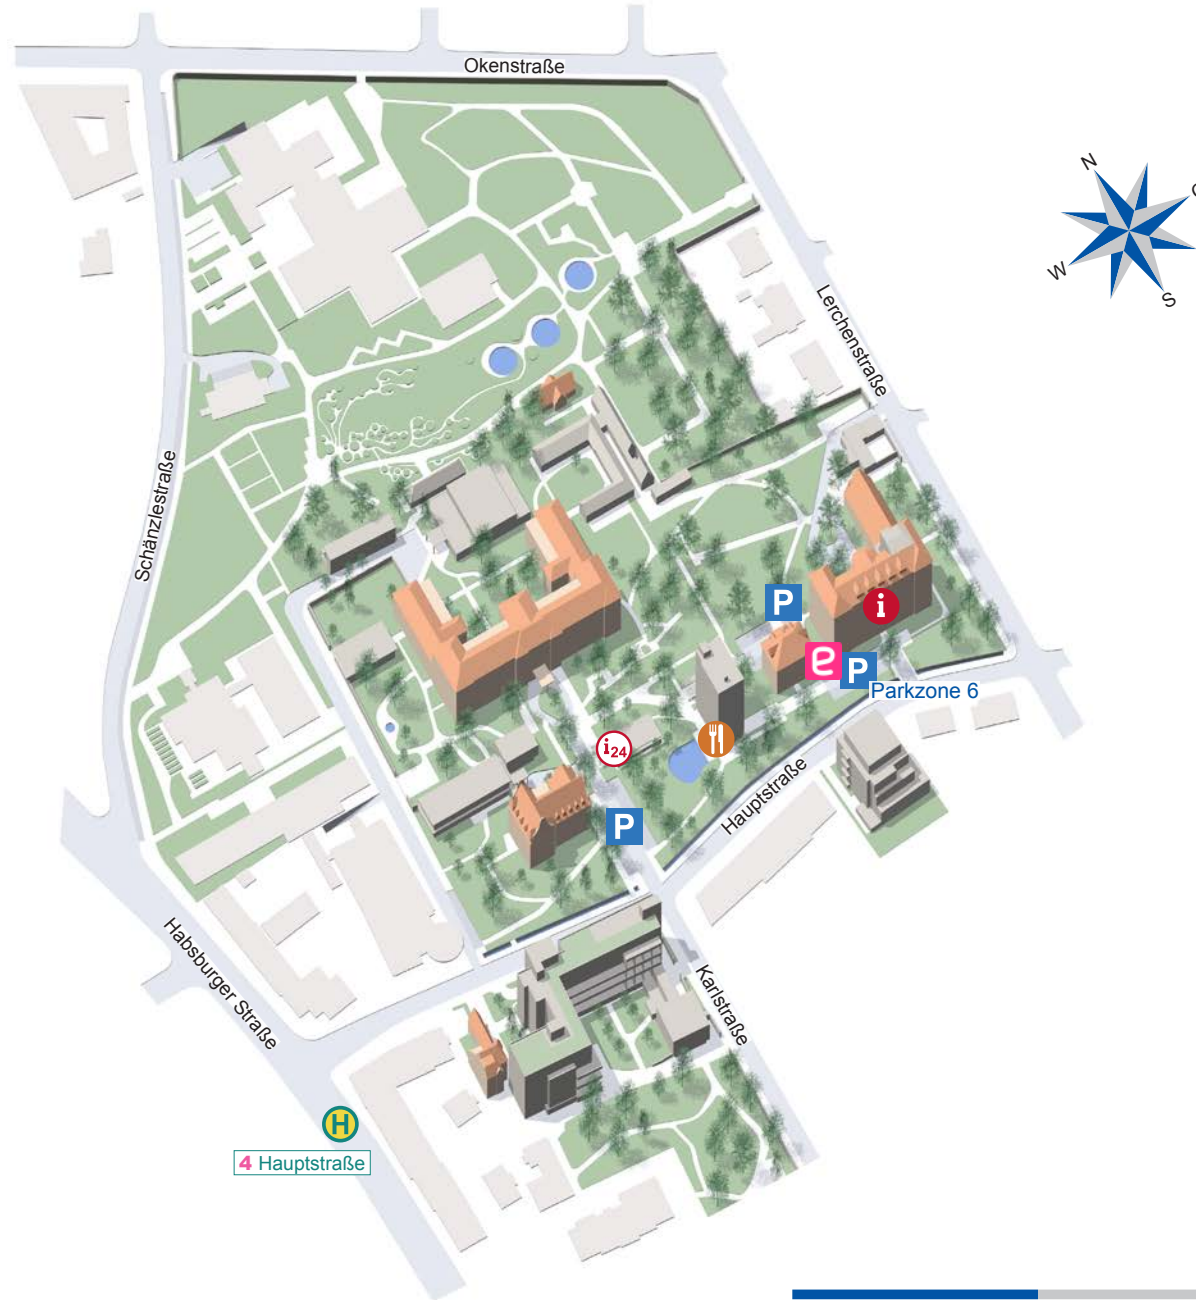 Okenstraße
N
O
W
S
Lerchenstraße
Schänzlestraße
P
i
e
P
Parkzone 6
i24
P
Hauptstraße
Habsburger Straße
Karlstraße
H
4 Hauptstraße